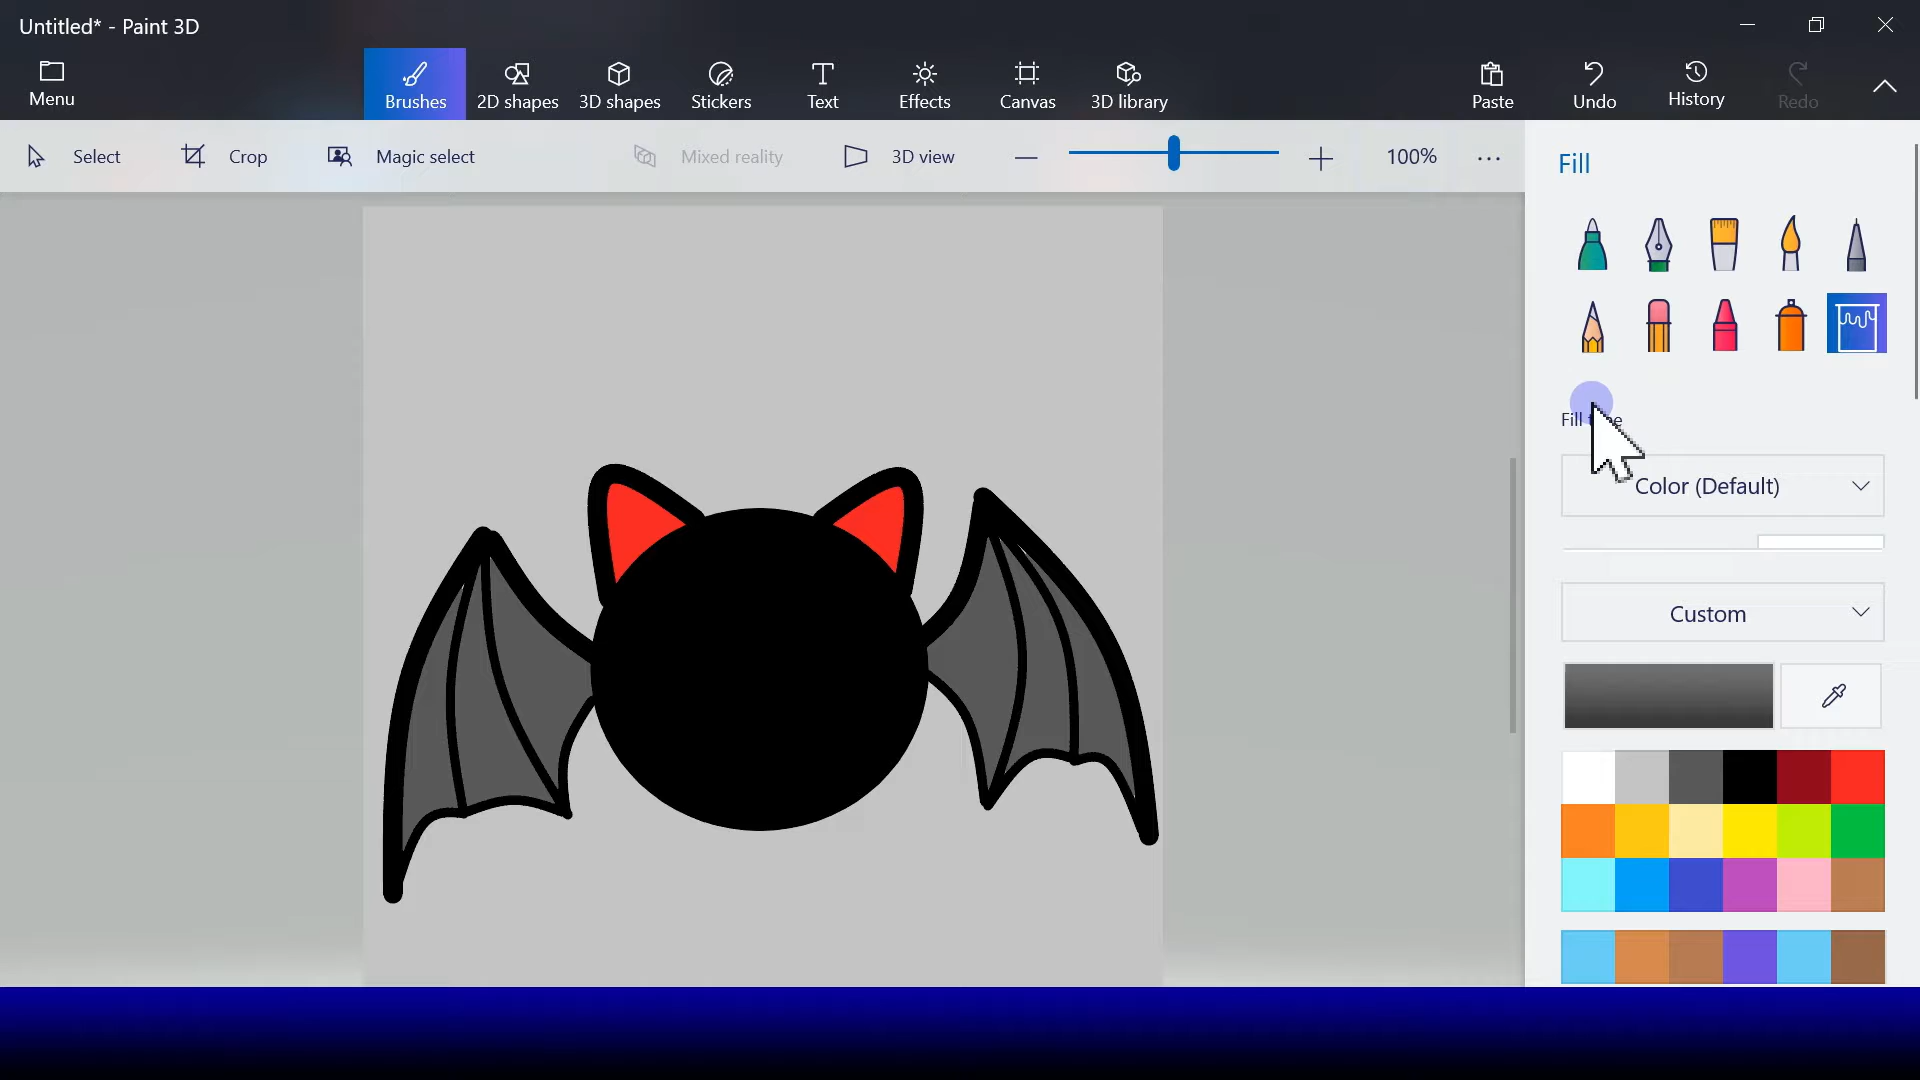 Untitled* - Paint 3D
Menu
Brushes
2D shapes
3D shapes
Stickers
Text
Effects
Canvas
3D library
Paste
Undo
History
Redo
Select
Crop
Magic select
Mixed reality
3D view
100%
Fill
Fill
Color (Default)
Custom